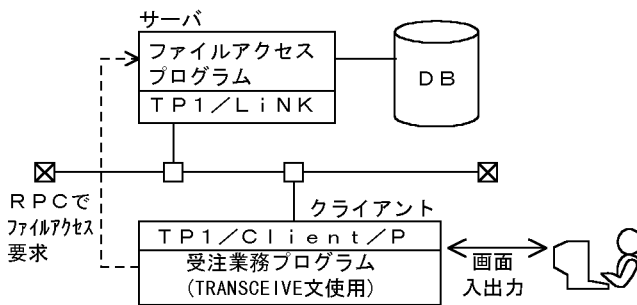 サーバ
ファイルアクセス
プログラム
TP1/LiNK
DB
RPCで
ファイルアクセス
要求
クライアント
TP1/Client/P
受注業務プログラム
(TRANSCEIVE文使用)
画面
入出力